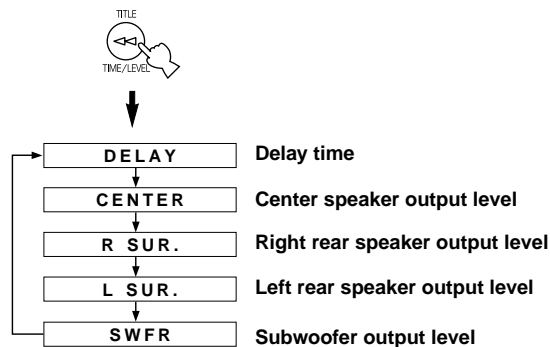 TITLE
TIME/LEVEL
DELAY Delay time
CENTER Center speaker output level
R SUR. Right rear speaker output level
L SUR. Left rear speaker output level
SWFR Subwoofer output level